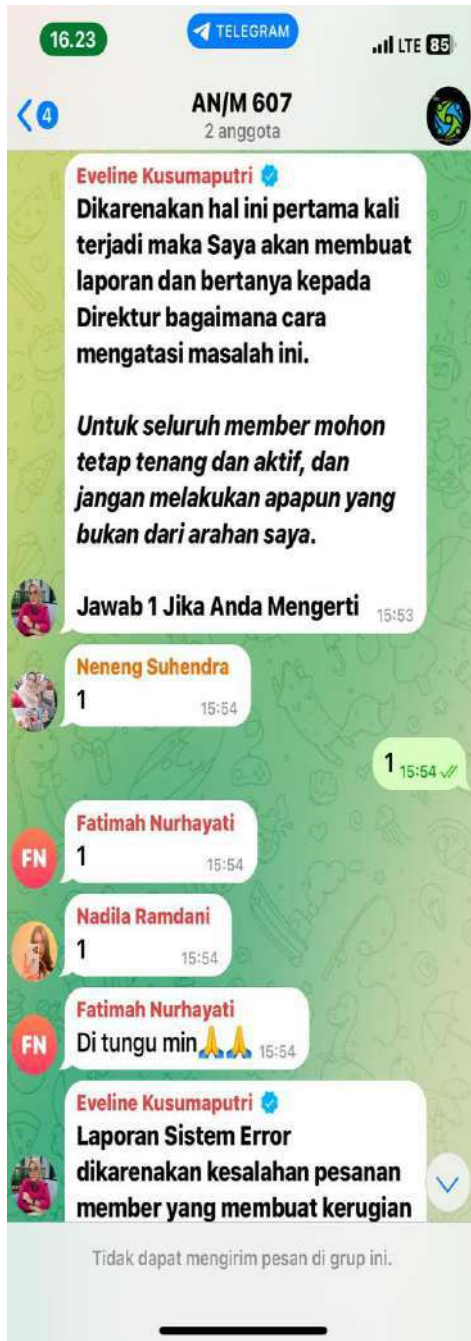 16.23
TELEGRAM
LTE 85
4
AN/M 607
2 anggota
Eveline Kusumaputri
Dikarenakan hal ini pertama kali
terjadi maka Saya akan membuat
laporan dan bertanya kepada
Direktur bagaimana cara
mengatasi masalah ini.
Untuk seluruh member mohon
tetap tenang dan aktif, dan
jangan melakukan apapun yang
bukan dari arahan saya.
Jawab 1 Jika Anda Mengerti 15:53
Neneng Suhendra
1 15:54
1 15:54
FN
Fatimah Nurhayati
1 15:54
Nadila Ramdani
1 15:54
FN
Fatimah Nurhayati
Di tungu min🙏🙏 15:54
Eveline Kusumaputri
Laporan Sistem Error
dikarenakan kesalahan pesanan
member yang membuat kerugian
Tidak dapat mengirim pesan di grup ini.